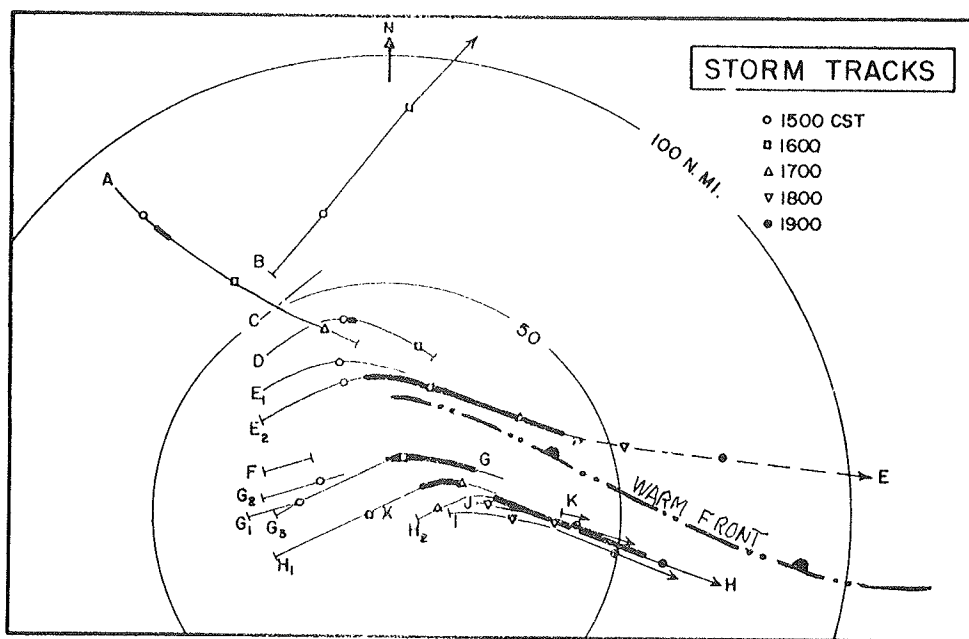 N
STORM TRACKS
1500 CST
1600
1700
1800
1900
100 N. MI.
A
B
C
50
D
E1
E2
E
F
G
G2
G1
G3
X
J
K
WARM FRONT
H2
I
H1
H